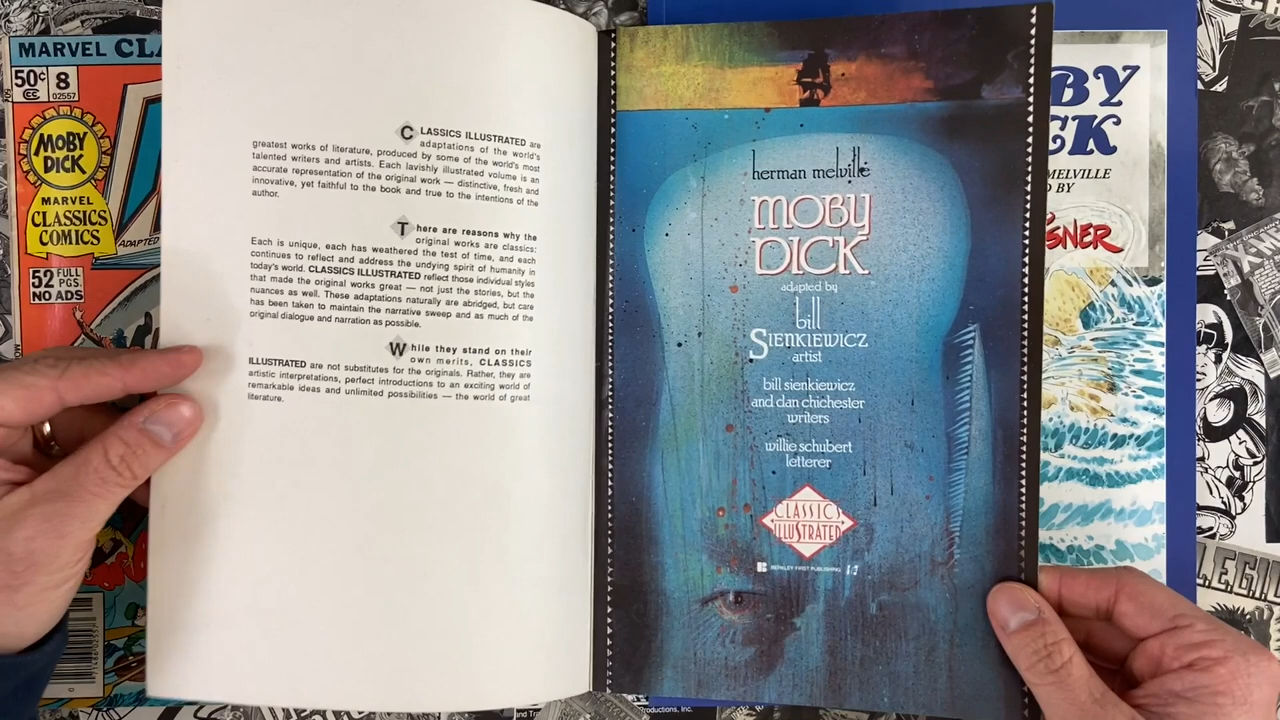 MARVEL CL
50¢
8
CC
02557
MOBY
DICK
MARVEL
CLASSICS
COMICS
ADAPTED
52 FULL
PGS.
NO ADS
CLASSICS ILLUSTRATED are
adaptations of the world's
greatest works of literature, produced by some of the world's most
talented writers and artists. Each lavishly illustrated volume is an
accurate representation of the original work — distinctive, fresh and
innovative, yet faithful to the book and true to the intentions of the
author.
There are reasons why the
original works are classics:
Each is unique, each has weathered the test of time, and each
continues to reflect and address the undying spirit of humanity in
today's world. CLASSICS ILLUSTRATED reflect those individual styles
that made the original works great — not just the stories, but the
nuances as well. These adaptations naturally are abridged, but care
has been taken to maintain the narrative sweep and as much of the
original dialogue and narration as possible.
While they stand on their
own merits, CLASSICS
ILLUSTRATED are not substitutes for the originals. Rather, they are
artistic interpretations, perfect introductions to an exciting world of
remarkable ideas and unlimited possibilities — the world of great
literature.
herman melville
MOBY
DICK
adapted by
bill
SIENKIEWICZ
artist
bill sienkiewicz
and dan chichester
writers
willie schubert
letterer
CLASSICS
ILLUSTRATED
BERKLEY FIRST PUBLISHING
BY
CK
MELVILLE
D BY
SNER
X-M
LEGI
Productions, Inc.